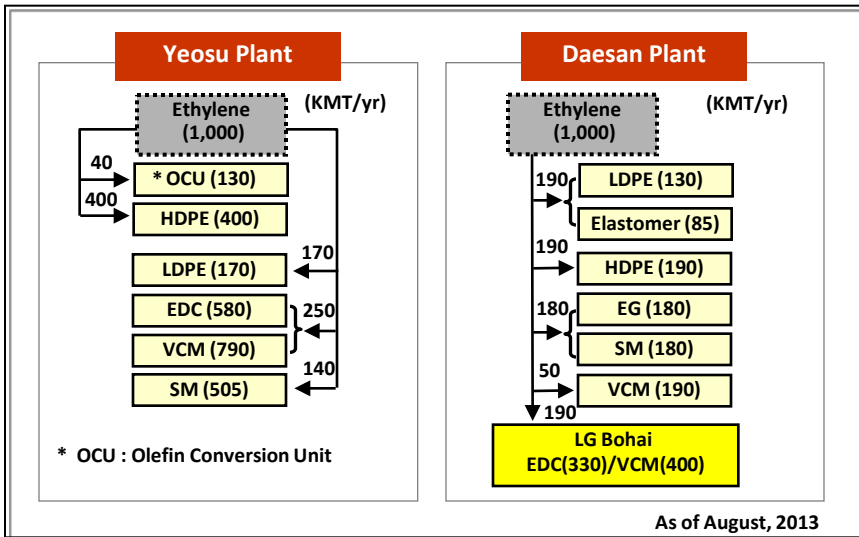 Yeosu Plant
Ethylene
(1,000)
(KMT/yr)
40
* OCU (130)
400
HDPE (400)
170
LDPE (170)
EDC (580)
250
VCM (790)
140
SM (505)
* OCU : Olefin Conversion Unit
Daesan Plant
Ethylene
(1,000)
(KMT/yr)
190
LDPE (130)
Elastomer (85)
190
HDPE (190)
180
EG (180)
SM (180)
50
VCM (190)
190
LG Bohai
EDC(330)/VCM(400)
As of August, 2013